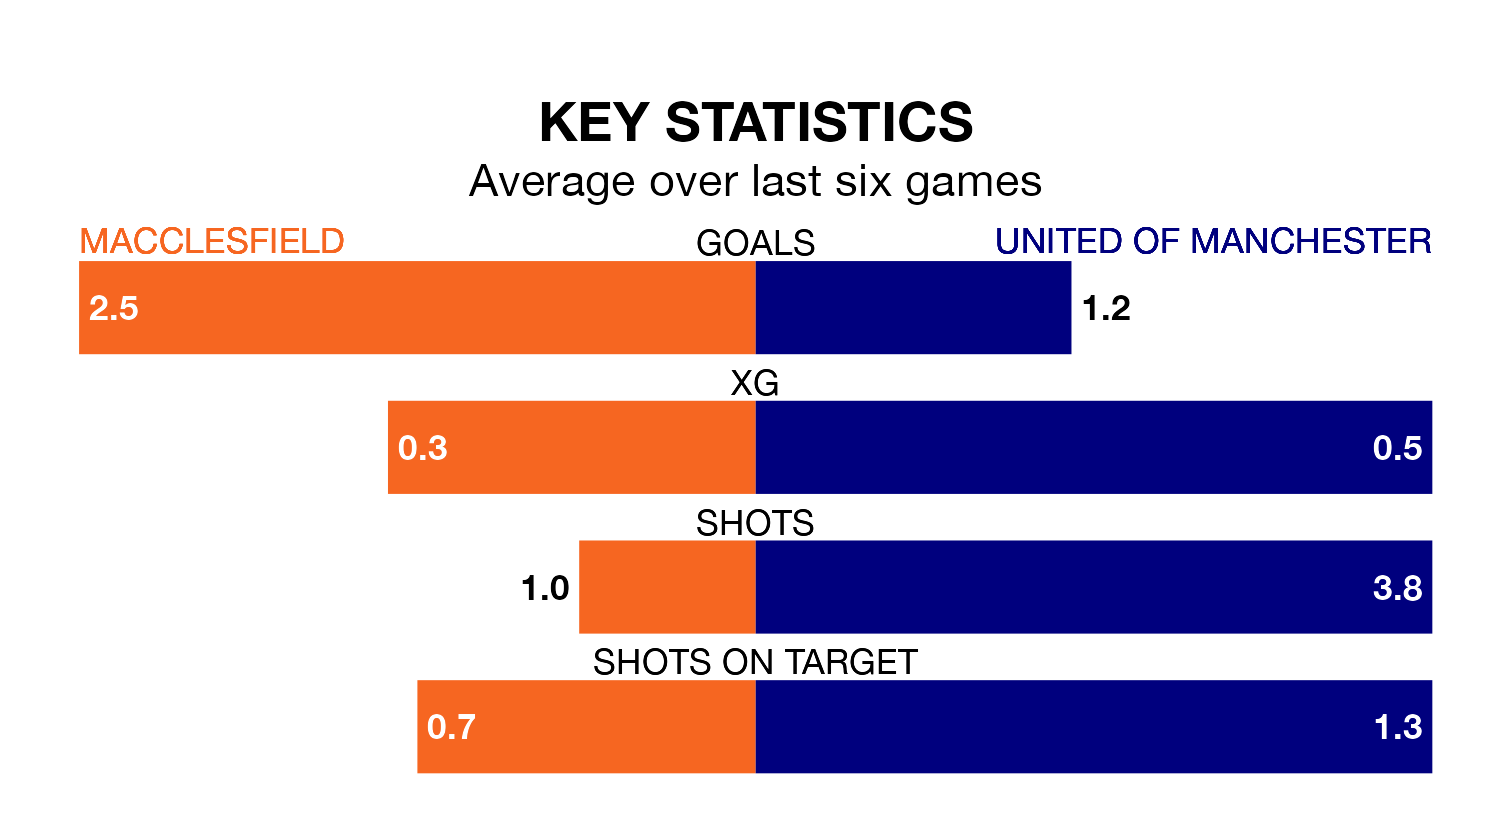 KEY STATISTICS
Average over last six games
MACCLESFIELD GOALS UNITED OF MANCHESTER
2.5 1.2
XG
0.3 0.5
SHOTS
1.0 3.8
SHOTS ON TARGET
0.7 1.3